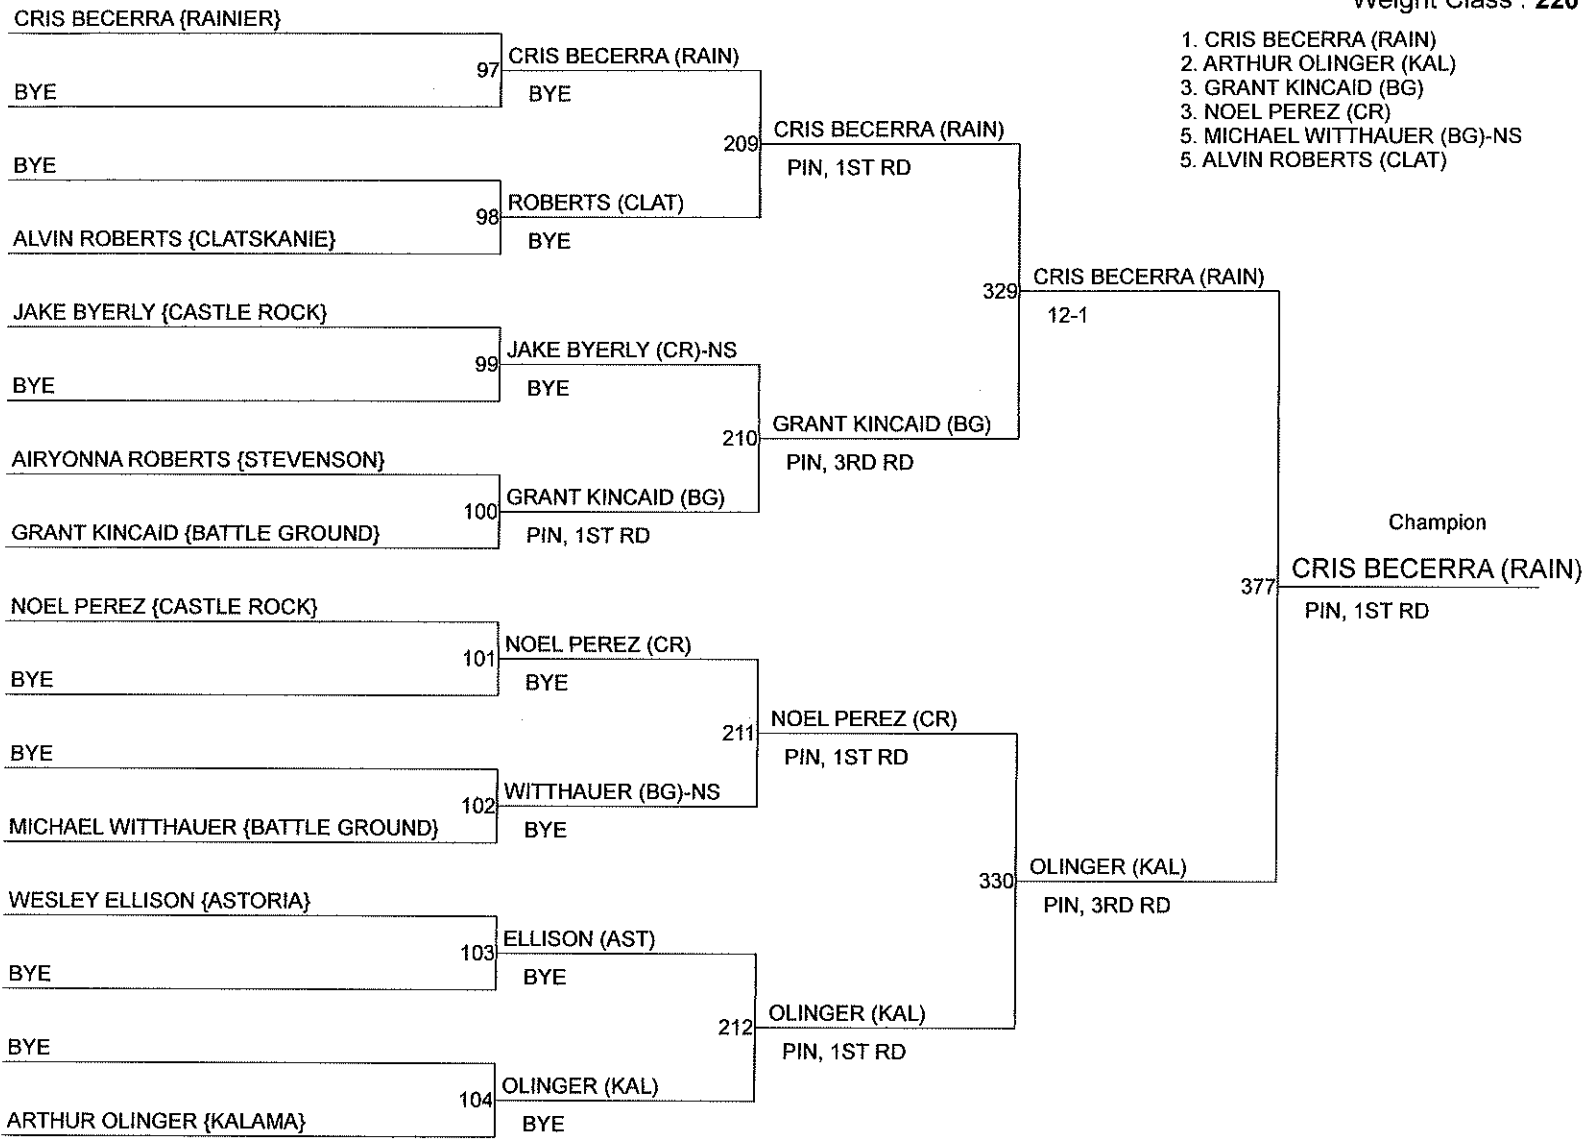 Weight Class : 220
1. CRIS BECERRA (RAIN)
2. ARTHUR OLINGER (KAL)
3. GRANT KINCAID (BG)
3. NOEL PEREZ (CR)
5. MICHAEL WITTHAUER (BG)-NS
5. ALVIN ROBERTS (CLAT)
CRIS BECERRA {RAINIER}
BYE
BYE
ALVIN ROBERTS {CLATSKANIE}
JAKE BYERLY {CASTLE ROCK}
BYE
AIRYONNA ROBERTS {STEVENSON}
GRANT KINCAID {BATTLE GROUND}
NOEL PEREZ {CASTLE ROCK}
BYE
BYE
MICHAEL WITTHAUER {BATTLE GROUND}
WESLEY ELLISON {ASTORIA}
BYE
BYE
ARTHUR OLINGER {KALAMA}
97 CRIS BECERRA (RAIN)
BYE
98 ROBERTS (CLAT)
BYE
99 JAKE BYERLY (CR)-NS
BYE
100 GRANT KINCAID (BG)
PIN, 1ST RD
101 NOEL PEREZ (CR)
BYE
102 WITTHAUER (BG)-NS
BYE
103 ELLISON (AST)
BYE
104 OLINGER (KAL)
BYE
209 CRIS BECERRA (RAIN)
PIN, 1ST RD
210 GRANT KINCAID (BG)
PIN, 3RD RD
211 NOEL PEREZ (CR)
PIN, 1ST RD
212 OLINGER (KAL)
PIN, 1ST RD
329 CRIS BECERRA (RAIN)
12-1
330 OLINGER (KAL)
PIN, 3RD RD
Champion
377 CRIS BECERRA (RAIN)
PIN, 1ST RD